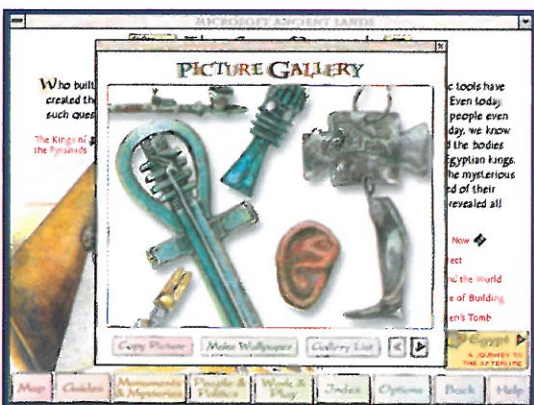 MICROSOFT ANCIENT LANDS
PICTURE GALLERY
Who built
created the
such ques
The Kings of
the Pyramids
c tools have
Even today
people even
day, we know
d the bodies
Egyptian kings.
he mysterious
ed of their
revealed all
Now
rect
nd the World
e of Building
en's Tomb
Egypt
A JOURNEY TO
THE AFTERLIFE
Copy Picture
Make Wallpaper
Gallery List
Map
Guides
Monuments
& Mysteries
People &
Politics
Work &
Play
Index
Options
Back
Help